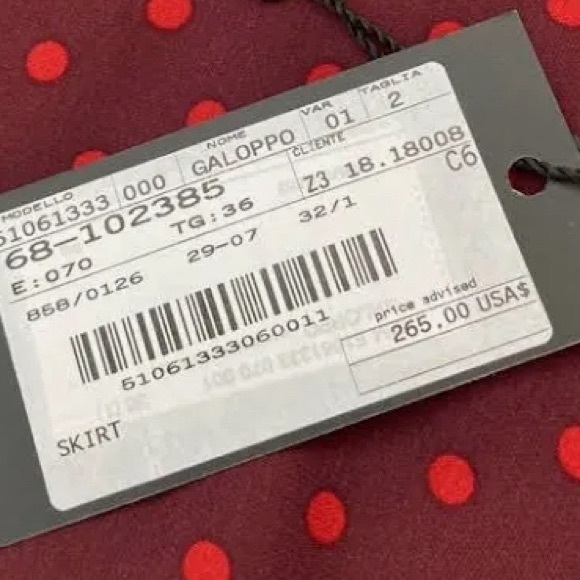 MODELLO NOME VAR TAGLIA
51061333 000 GALOPPO 01 2
68-102385 CLIENTE
TG:36 Z3 18.18008
E:070 C6
868/0126 29-07 32/1
51061333060011
price advised
265.00 USA$
SKIRT